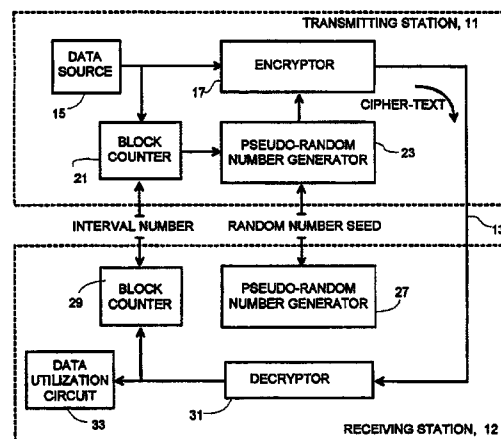 TRANSMITTING STATION, 11
DATA
SOURCE
15
ENCRYPTOR
17
CIPHER-TEXT
BLOCK
COUNTER
21
PSEUDO-RANDOM
NUMBER GENERATOR
23
INTERVAL NUMBER
RANDOM NUMBER SEED
13
29
BLOCK
COUNTER
PSEUDO-RANDOM
NUMBER GENERATOR
27
DATA
UTILIZATION
CIRCUIT
33
DECRYPTOR
31
RECEIVING STATION, 12